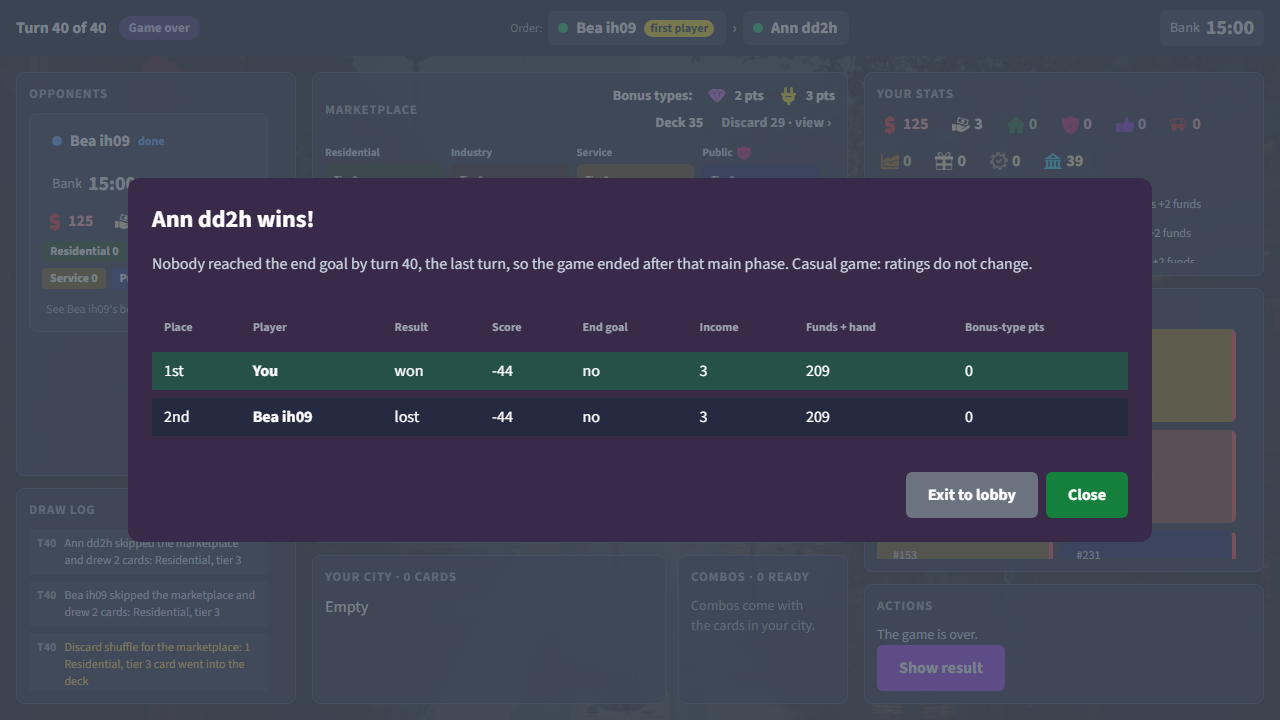 Turn 40 of 40 Game over Order: Bea ih09 first player › Ann dd2h Bank 15:00
OPPONENTS
Bea ih09 done
Bank 15:00
$ 125
Residential 0
Service 0
See Bea ih09's
MARKETPLACE
Bonus types: 2 pts 3 pts
Deck 35 Discard 29 · view ›
Residential Industry Service Public
YOUR STATS
$ 125 3 0 0 0 0
0 0 0 39
+2 funds
2 funds
+2 funds
Ann dd2h wins!
Nobody reached the end goal by turn 40, the last turn, so the game ended after that main phase. Casual game: ratings do not change.
Place Player Result Score End goal Income Funds + hand Bonus-type pts
1st You won -44 no 3 209 0
2nd Bea ih09 lost -44 no 3 209 0
Exit to lobby Close
DRAW LOG
T40 Ann dd2h skipped the marketplace
and drew 2 cards: Residential, tier 3
T40 Bea ih09 skipped the marketplace and
drew 2 cards: Residential, tier 3
T40 Discard shuffle for the marketplace: 1
Residential, tier 3 card went into the
deck
YOUR CITY · 0 CARDS
Empty
COMBOS · 0 READY
Combos come with
the cards in your city.
#153 #231
ACTIONS
The game is over.
Show result